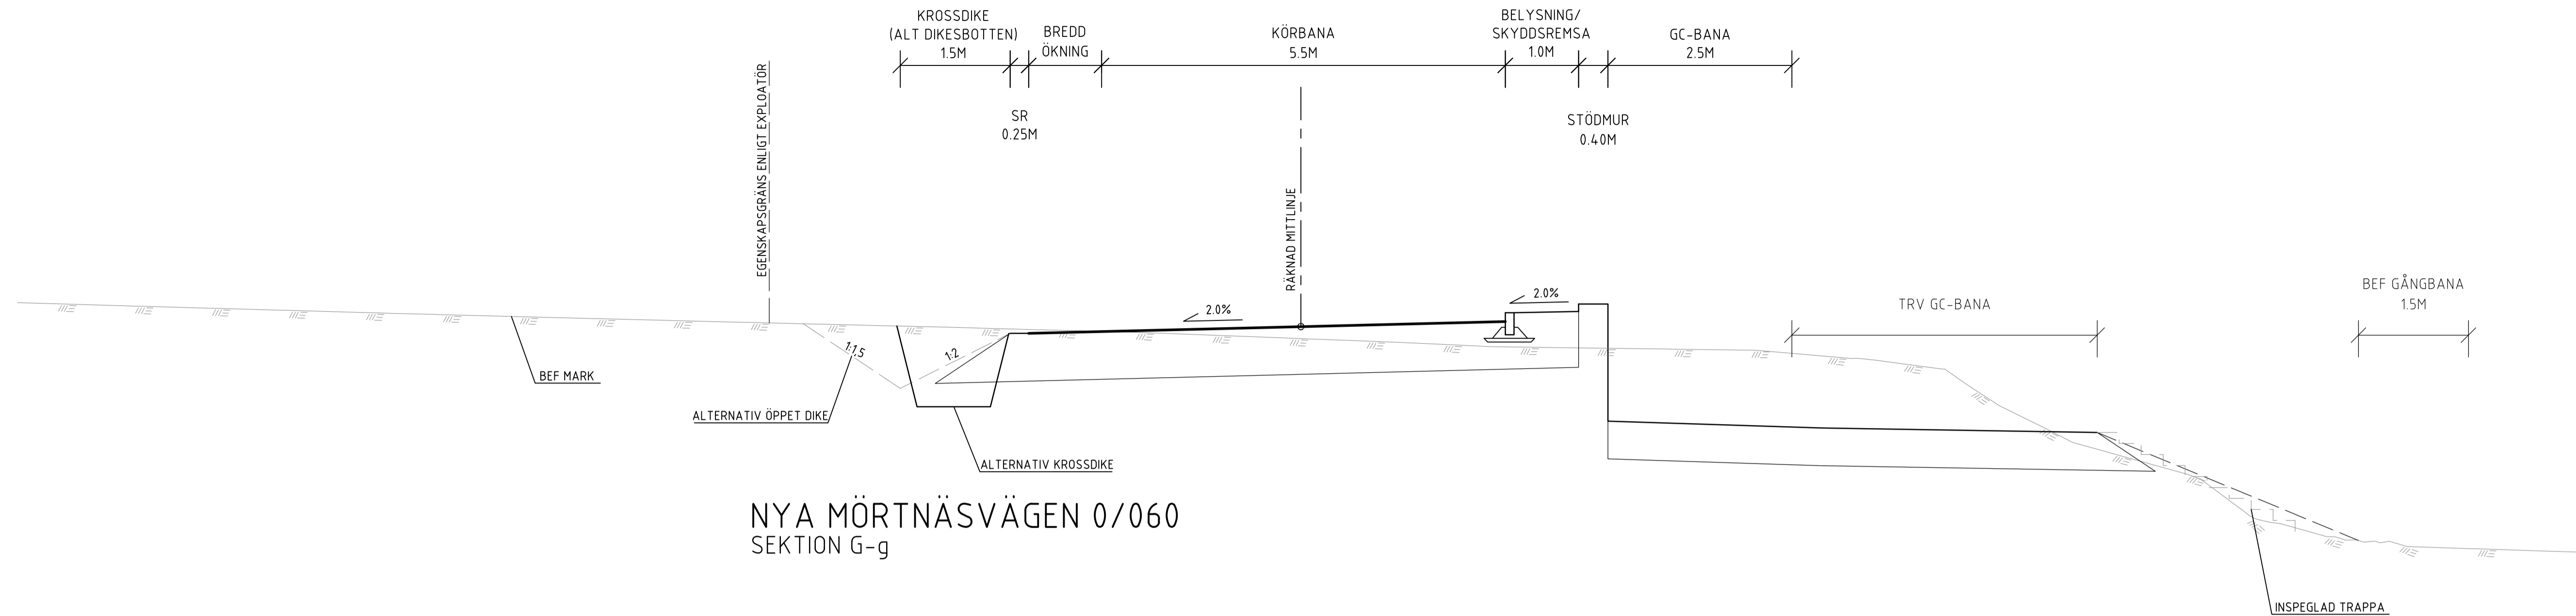 KROSSDIKE
(ALT DIKESBOTTEN)
1.5M
BREDD
ÖKNING
KÖRBANA
5.5M
BELYSNING/
SKYDDSREMSA
1.0M
GC-BANA
2.5M
SR
0.25M
STÖDMUR
0.40M
EGENSKAPSGRÄNS ENLIGT EXPLOATÖR
RÄKNAD MITTLINJE
2.0%
2.0%
TRV GC-BANA
BEF GÅNGBANA
1.5M
1:1,5
1:2
BEF MARK
ALTERNATIV ÖPPET DIKE
ALTERNATIV KROSSDIKE
NYA MÖRTNÄSVÄGEN 0/060
SEKTION G-g
INSPEGLAD TRAPPA